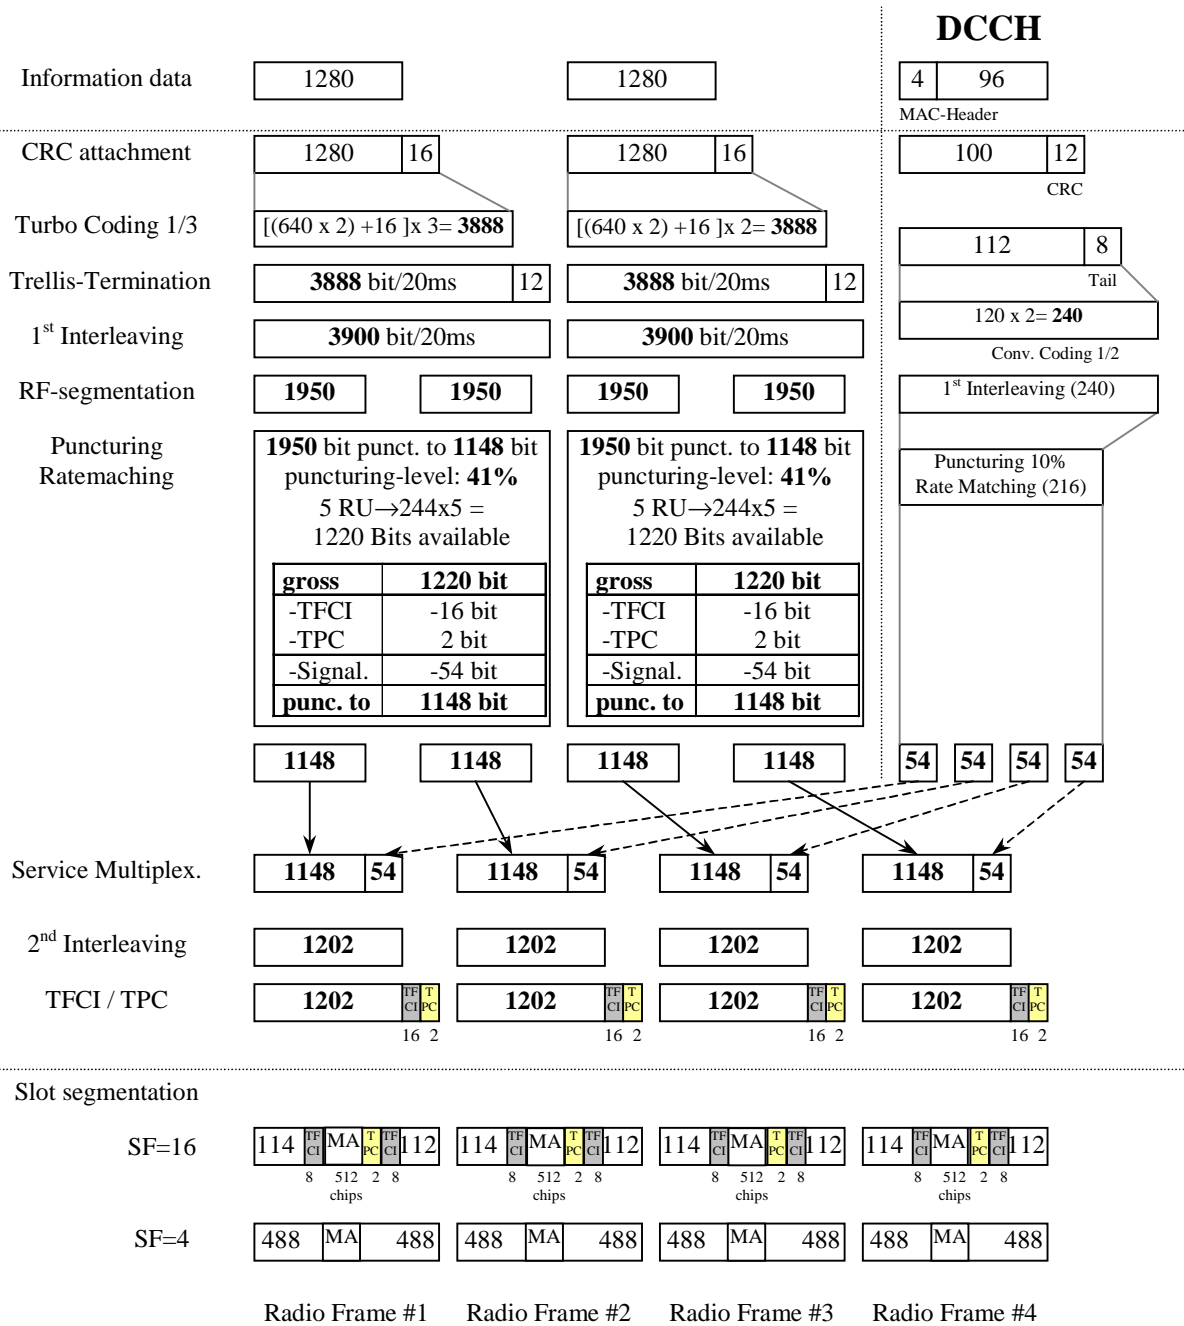 DCCH
Information data 1280 1280 4 96
MAC-Header
CRC attachment 1280 16 1280 16 100 12
CRC
Turbo Coding 1/3 [(640 x 2) +16 ]x 3= 3888 [(640 x 2) +16 ]x 2= 3888
112 8
Tail
Trellis-Termination 3888 bit/20ms 12 3888 bit/20ms 12
120 x 2= 240
1st Interleaving 3900 bit/20ms 3900 bit/20ms
Conv. Coding 1/2
RF-segmentation 1950 1950 1950 1950 1st Interleaving (240)
Puncturing
Ratemaching
1950 bit punct. to 1148 bit
puncturing-level: 41%
5 RU→244x5 =
1220 Bits available
gross 1220 bit
-TFCI -16 bit
-TPC 2 bit
-Signal. -54 bit
punc. to 1148 bit
1950 bit punct. to 1148 bit
puncturing-level: 41%
5 RU→244x5 =
1220 Bits available
gross 1220 bit
-TFCI -16 bit
-TPC 2 bit
-Signal. -54 bit
punc. to 1148 bit
Puncturing 10%
Rate Matching (216)
1148 1148 1148 1148 54 54 54 54
Service Multiplex. 1148 54 1148 54 1148 54 1148 54
2nd Interleaving 1202 1202 1202 1202
TFCI / TPC 1202 TF CI T PC 1202 TF CI T PC 1202 TF CI T PC 1202 TF CI T PC
16 2 16 2 16 2 16 2
Slot segmentation
SF=16 114 TF CI MA T PC TF CI 112 114 TF CI MA T PC TF CI 112 114 TF CI MA T PC TF CI 112 114 TF CI MA T PC TF CI 112
8 512 2 8 8 512 2 8 8 512 2 8 8 512 2 8
chips chips chips chips
SF=4 488 MA 488 488 MA 488 488 MA 488 488 MA 488
Radio Frame #1 Radio Frame #2 Radio Frame #3 Radio Frame #4